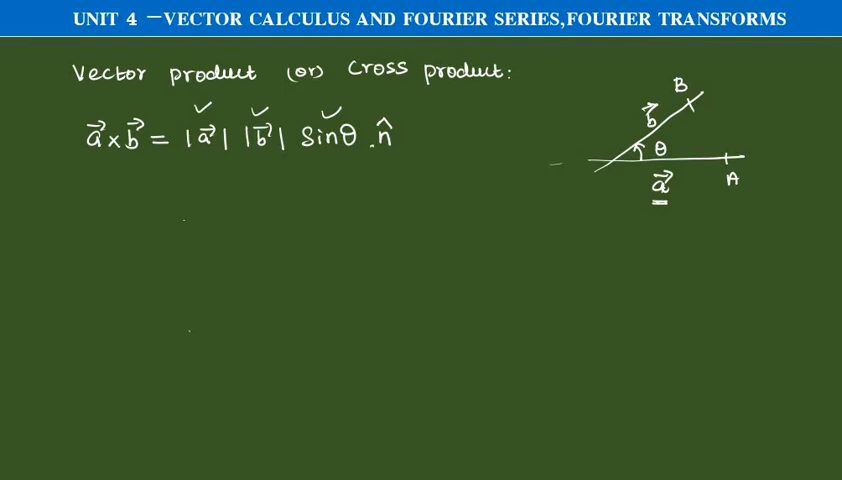 UNIT 4 –VECTOR CALCULUS AND FOURIER SERIES,FOURIER TRANSFORMS
Vector product (or) Cross product:
a⃗ × b⃗ = |a⃗| |b⃗| Sinθ . n̂
B
b⃗
θ
a⃗
A